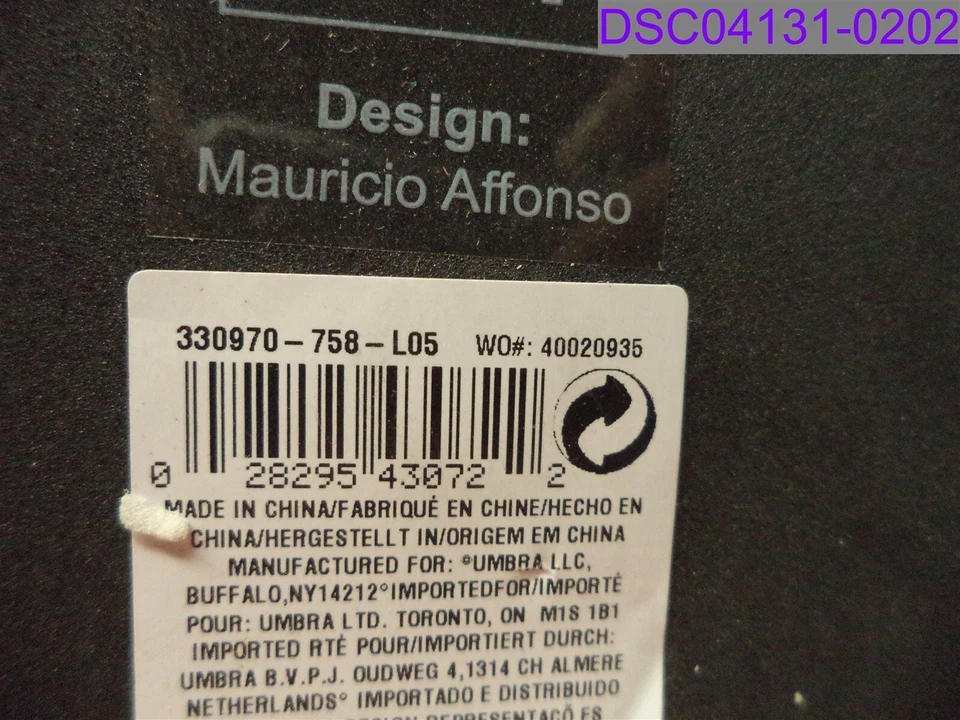 DSC04131-0202
Design:
Mauricio Affonso
330970-758-L05 WO#: 40020935
0 28295 43072 2
MADE IN CHINA/FABRIQUÉ EN CHINE/HECHO EN
CHINA/HERGESTELLT IN/ORIGEM EM CHINA
MANUFACTURED FOR: °UMBRA LLC,
BUFFALO,NY14212°IMPORTEDFOR/IMPORTÉ
POUR: UMBRA LTD. TORONTO, ON M1S 1B1
IMPORTED RTÉ POUR/IMPORTIERT DURCH:
UMBRA B.V.P.J. OUDWEG 4,1314 CH ALMERE
NETHERLANDS° IMPORTADO E DISTRIBUIDO
DESIGN REPRESENTAÇÕES